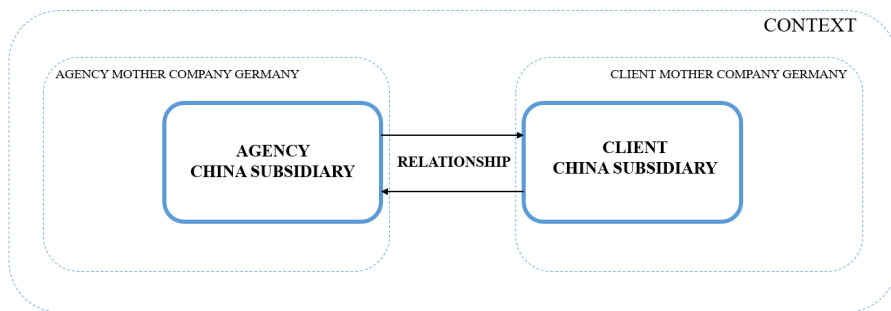 CONTEXT
AGENCY MOTHER COMPANY GERMANY
CLIENT MOTHER COMPANY GERMANY
AGENCY
CHINA SUBSIDIARY
RELATIONSHIP
CLIENT
CHINA SUBSIDIARY